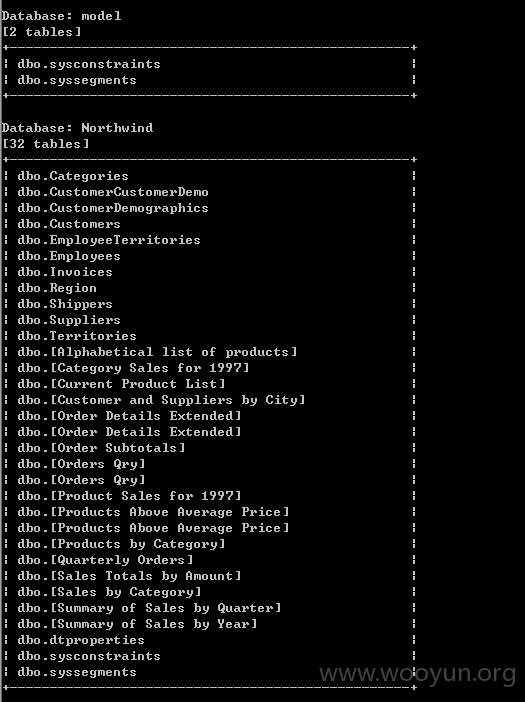 Database: model
[2 tables]
+--------------------------------------------------+
¦ dbo.sysconstraints ¦
¦ dbo.syssegments ¦
+--------------------------------------------------+
Database: Northwind
[32 tables]
+--------------------------------------------------+
¦ dbo.Categories ¦
¦ dbo.CustomerCustomerDemo ¦
¦ dbo.CustomerDemographics ¦
¦ dbo.Customers ¦
¦ dbo.EmployeeTerritories ¦
¦ dbo.Employees ¦
¦ dbo.Invoices ¦
¦ dbo.Region ¦
¦ dbo.Shippers ¦
¦ dbo.Suppliers ¦
¦ dbo.Territories ¦
¦ dbo.[Alphabetical list of products] ¦
¦ dbo.[Category Sales for 1997] ¦
¦ dbo.[Current Product List] ¦
¦ dbo.[Customer and Suppliers by City] ¦
¦ dbo.[Order Details Extended] ¦
¦ dbo.[Order Details Extended] ¦
¦ dbo.[Order Subtotals] ¦
¦ dbo.[Orders Qry] ¦
¦ dbo.[Orders Qry] ¦
¦ dbo.[Product Sales for 1997] ¦
¦ dbo.[Products Above Average Price] ¦
¦ dbo.[Products Above Average Price] ¦
¦ dbo.[Products by Category] ¦
¦ dbo.[Quarterly Orders] ¦
¦ dbo.[Sales Totals by Amount] ¦
¦ dbo.[Sales by Category] ¦
¦ dbo.[Summary of Sales by Quarter] ¦
¦ dbo.[Summary of Sales by Year] ¦
¦ dbo.dtproperties ¦
¦ dbo.sysconstraints ¦
¦ dbo.syssegments ¦
+--------------------------------------------------+
www.wooyun.org